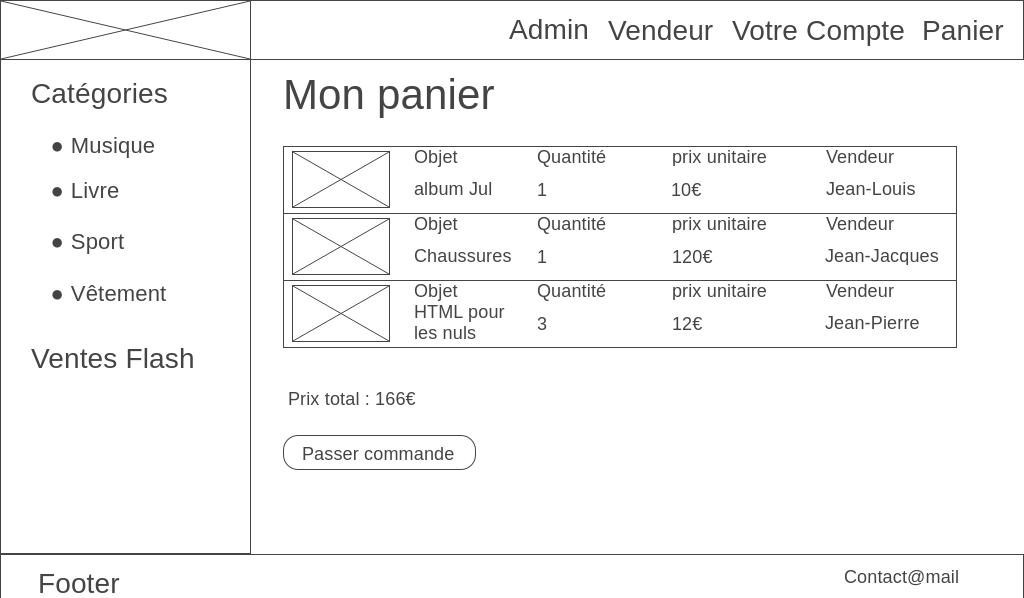 Admin Vendeur Votre Compte Panier
Catégories
● Musique
● Livre
● Sport
● Vêtement
Ventes Flash
Mon panier
Objet Quantité prix unitaire Vendeur
album Jul 1 10€ Jean-Louis
Objet Quantité prix unitaire Vendeur
Chaussures 1 120€ Jean-Jacques
Objet Quantité prix unitaire Vendeur
HTML pour
les nuls 3 12€ Jean-Pierre
Prix total : 166€
Passer commande
Footer
Contact@mail